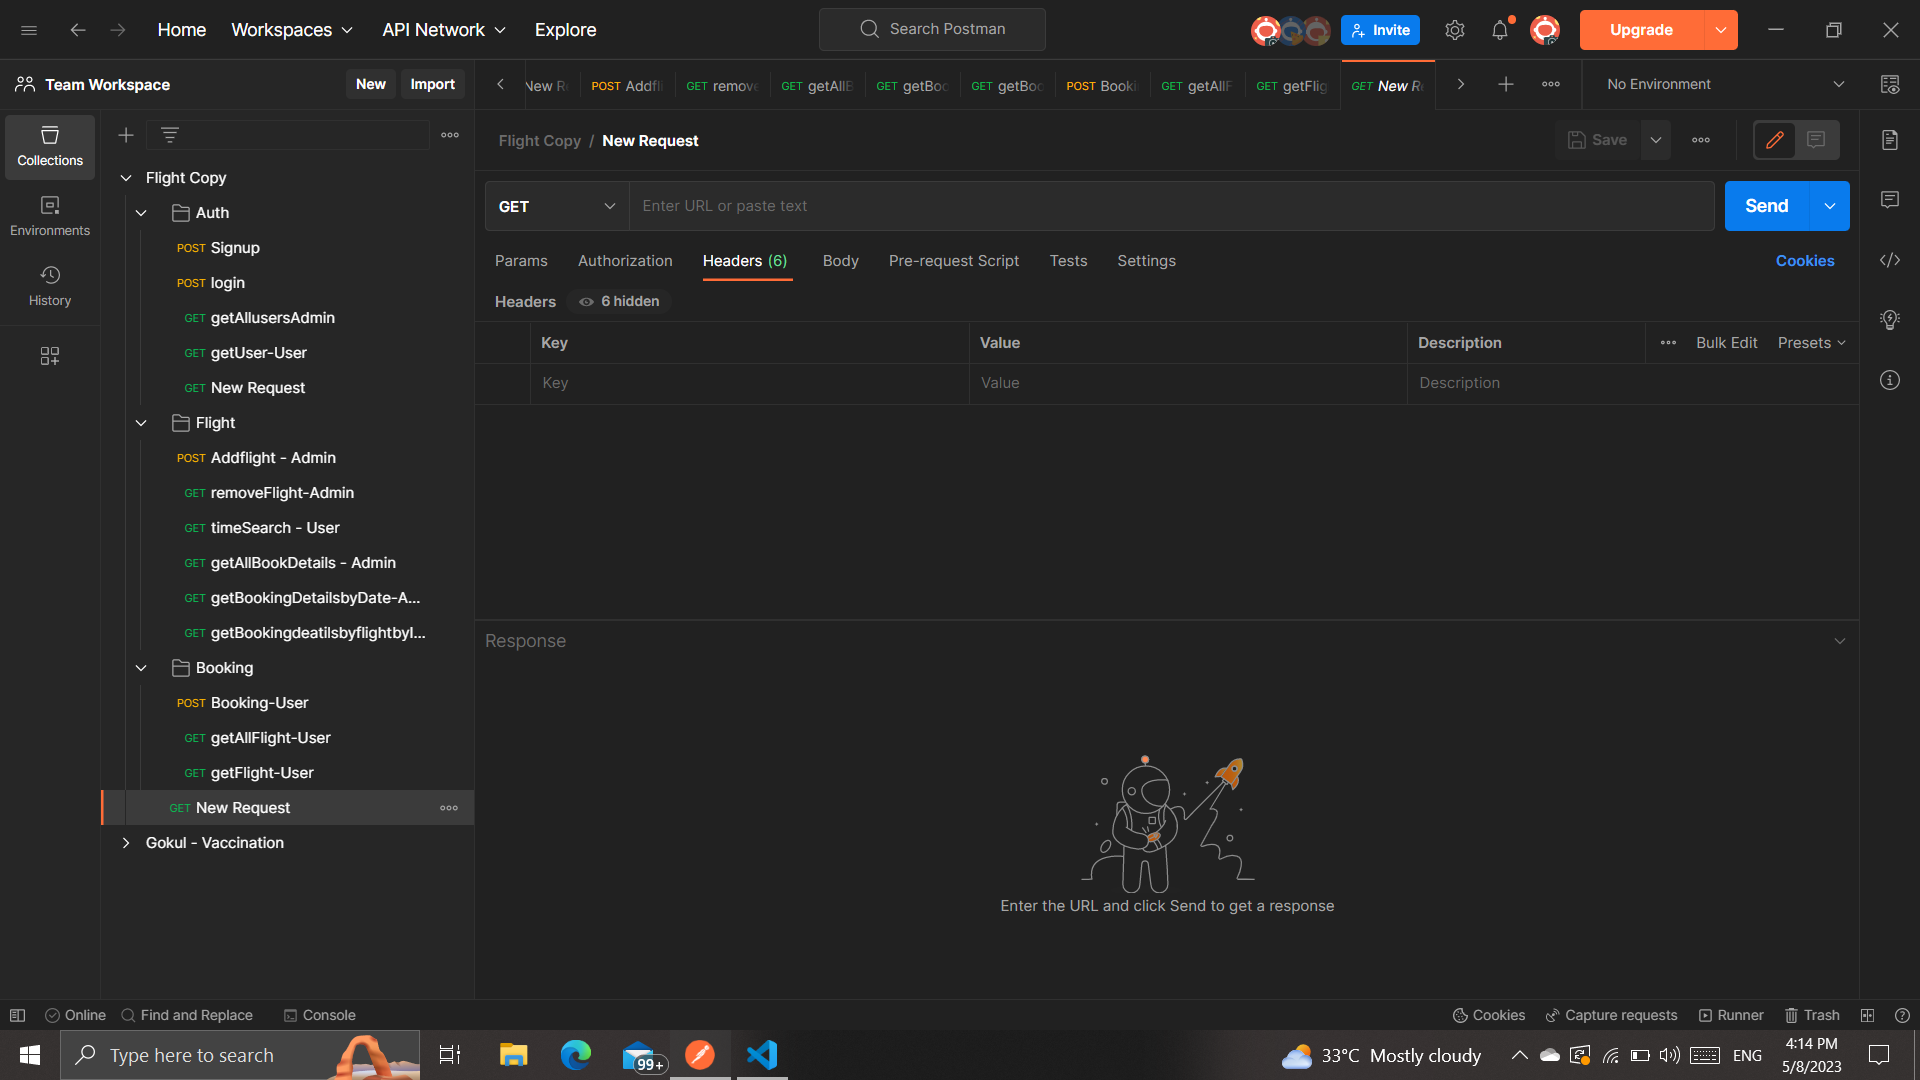 Home Workspaces API Network Explore Search Postman Invite Upgrade
Team Workspace New Import New Re POST Addfli GET remove GET getAllB GET getBoo GET getBoo POST Booki GET getAllF GET getFlig GET New Re No Environment
Collections
Environments
History
Flight Copy
Auth
POST Signup
POST login
GET getAllusersAdmin
GET getUser-User
GET New Request
Flight
POST Addflight - Admin
GET removeFlight-Admin
GET timeSearch - User
GET getAllBookDetails - Admin
GET getBookingDetailsbyDate-A...
GET getBookingdeatilsbyflightbyI...
Booking
POST Booking-User
GET getAllFlight-User
GET getFlight-User
GET New Request
Gokul - Vaccination
Flight Copy / New Request Save
GET Enter URL or paste text Send
Params Authorization Headers (6) Body Pre-request Script Tests Settings Cookies
Headers 6 hidden
Key Value Description Bulk Edit Presets
Key Value Description
Response
Enter the URL and click Send to get a response
Online Find and Replace Console Cookies Capture requests Runner Trash
Type here to search 99+ 33°C Mostly cloudy ENG 4:14 PM
5/8/2023